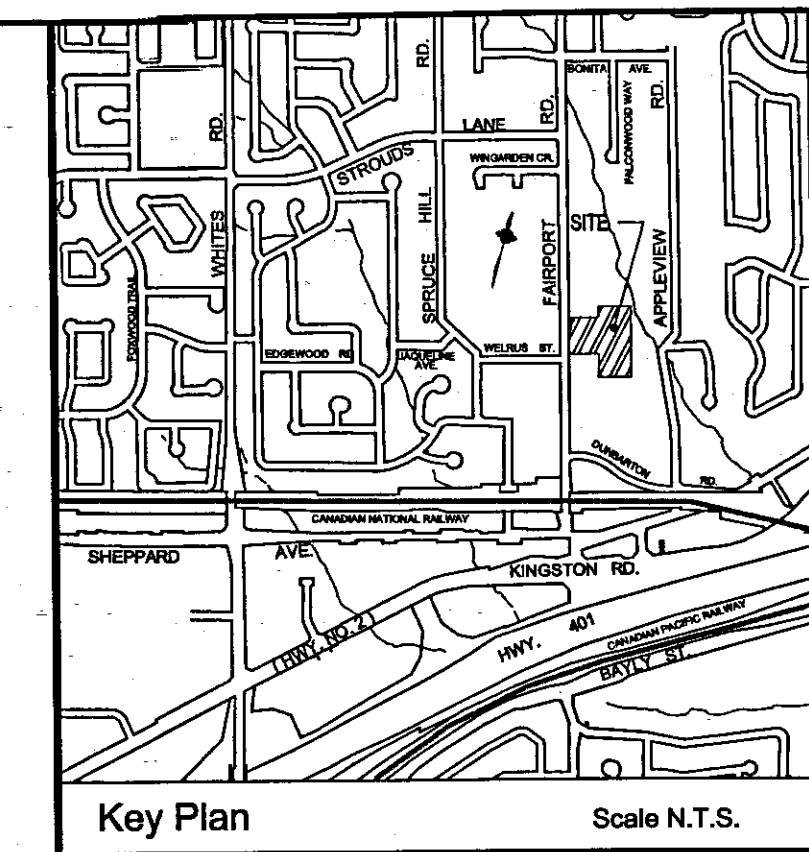 RD.
RD.
BONITA AVE.
FALCONWOOD WAY
RD.
RD.
LANE
STROUDS
WINGARDEN CR.
WHITES
HILL
SPRUCE
FAIRPORT
SITE
APPLEVIEW
FOXWOOD TRAIL
EDGEWOOD RD.
JAQUELINE
AVE.
WELRUS ST.
DUNBARTON RD.
CANADIAN NATIONAL RAILWAY
SHEPPARD AVE.
KINGSTON RD.
(HWY. NO. 2)
HWY. 401
CANADIAN PACIFIC RAILWAY
BAYLY ST.
Key Plan
Scale N.T.S.